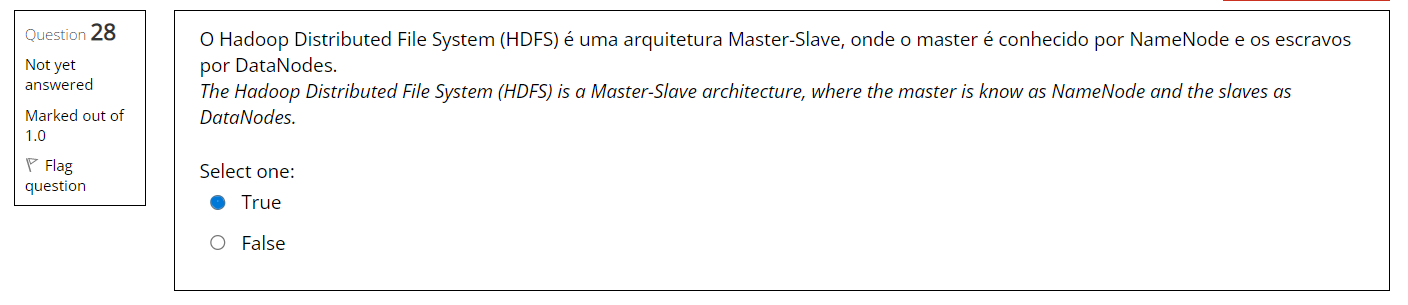 Question 28
Not yet
answered
Marked out of
1.0
Flag
question
O Hadoop Distributed File System (HDFS) é uma arquitetura Master-Slave, onde o master é conhecido por NameNode e os escravos
por DataNodes.
The Hadoop Distributed File System (HDFS) is a Master-Slave architecture, where the master is know as NameNode and the slaves as
DataNodes.
Select one:
True
False